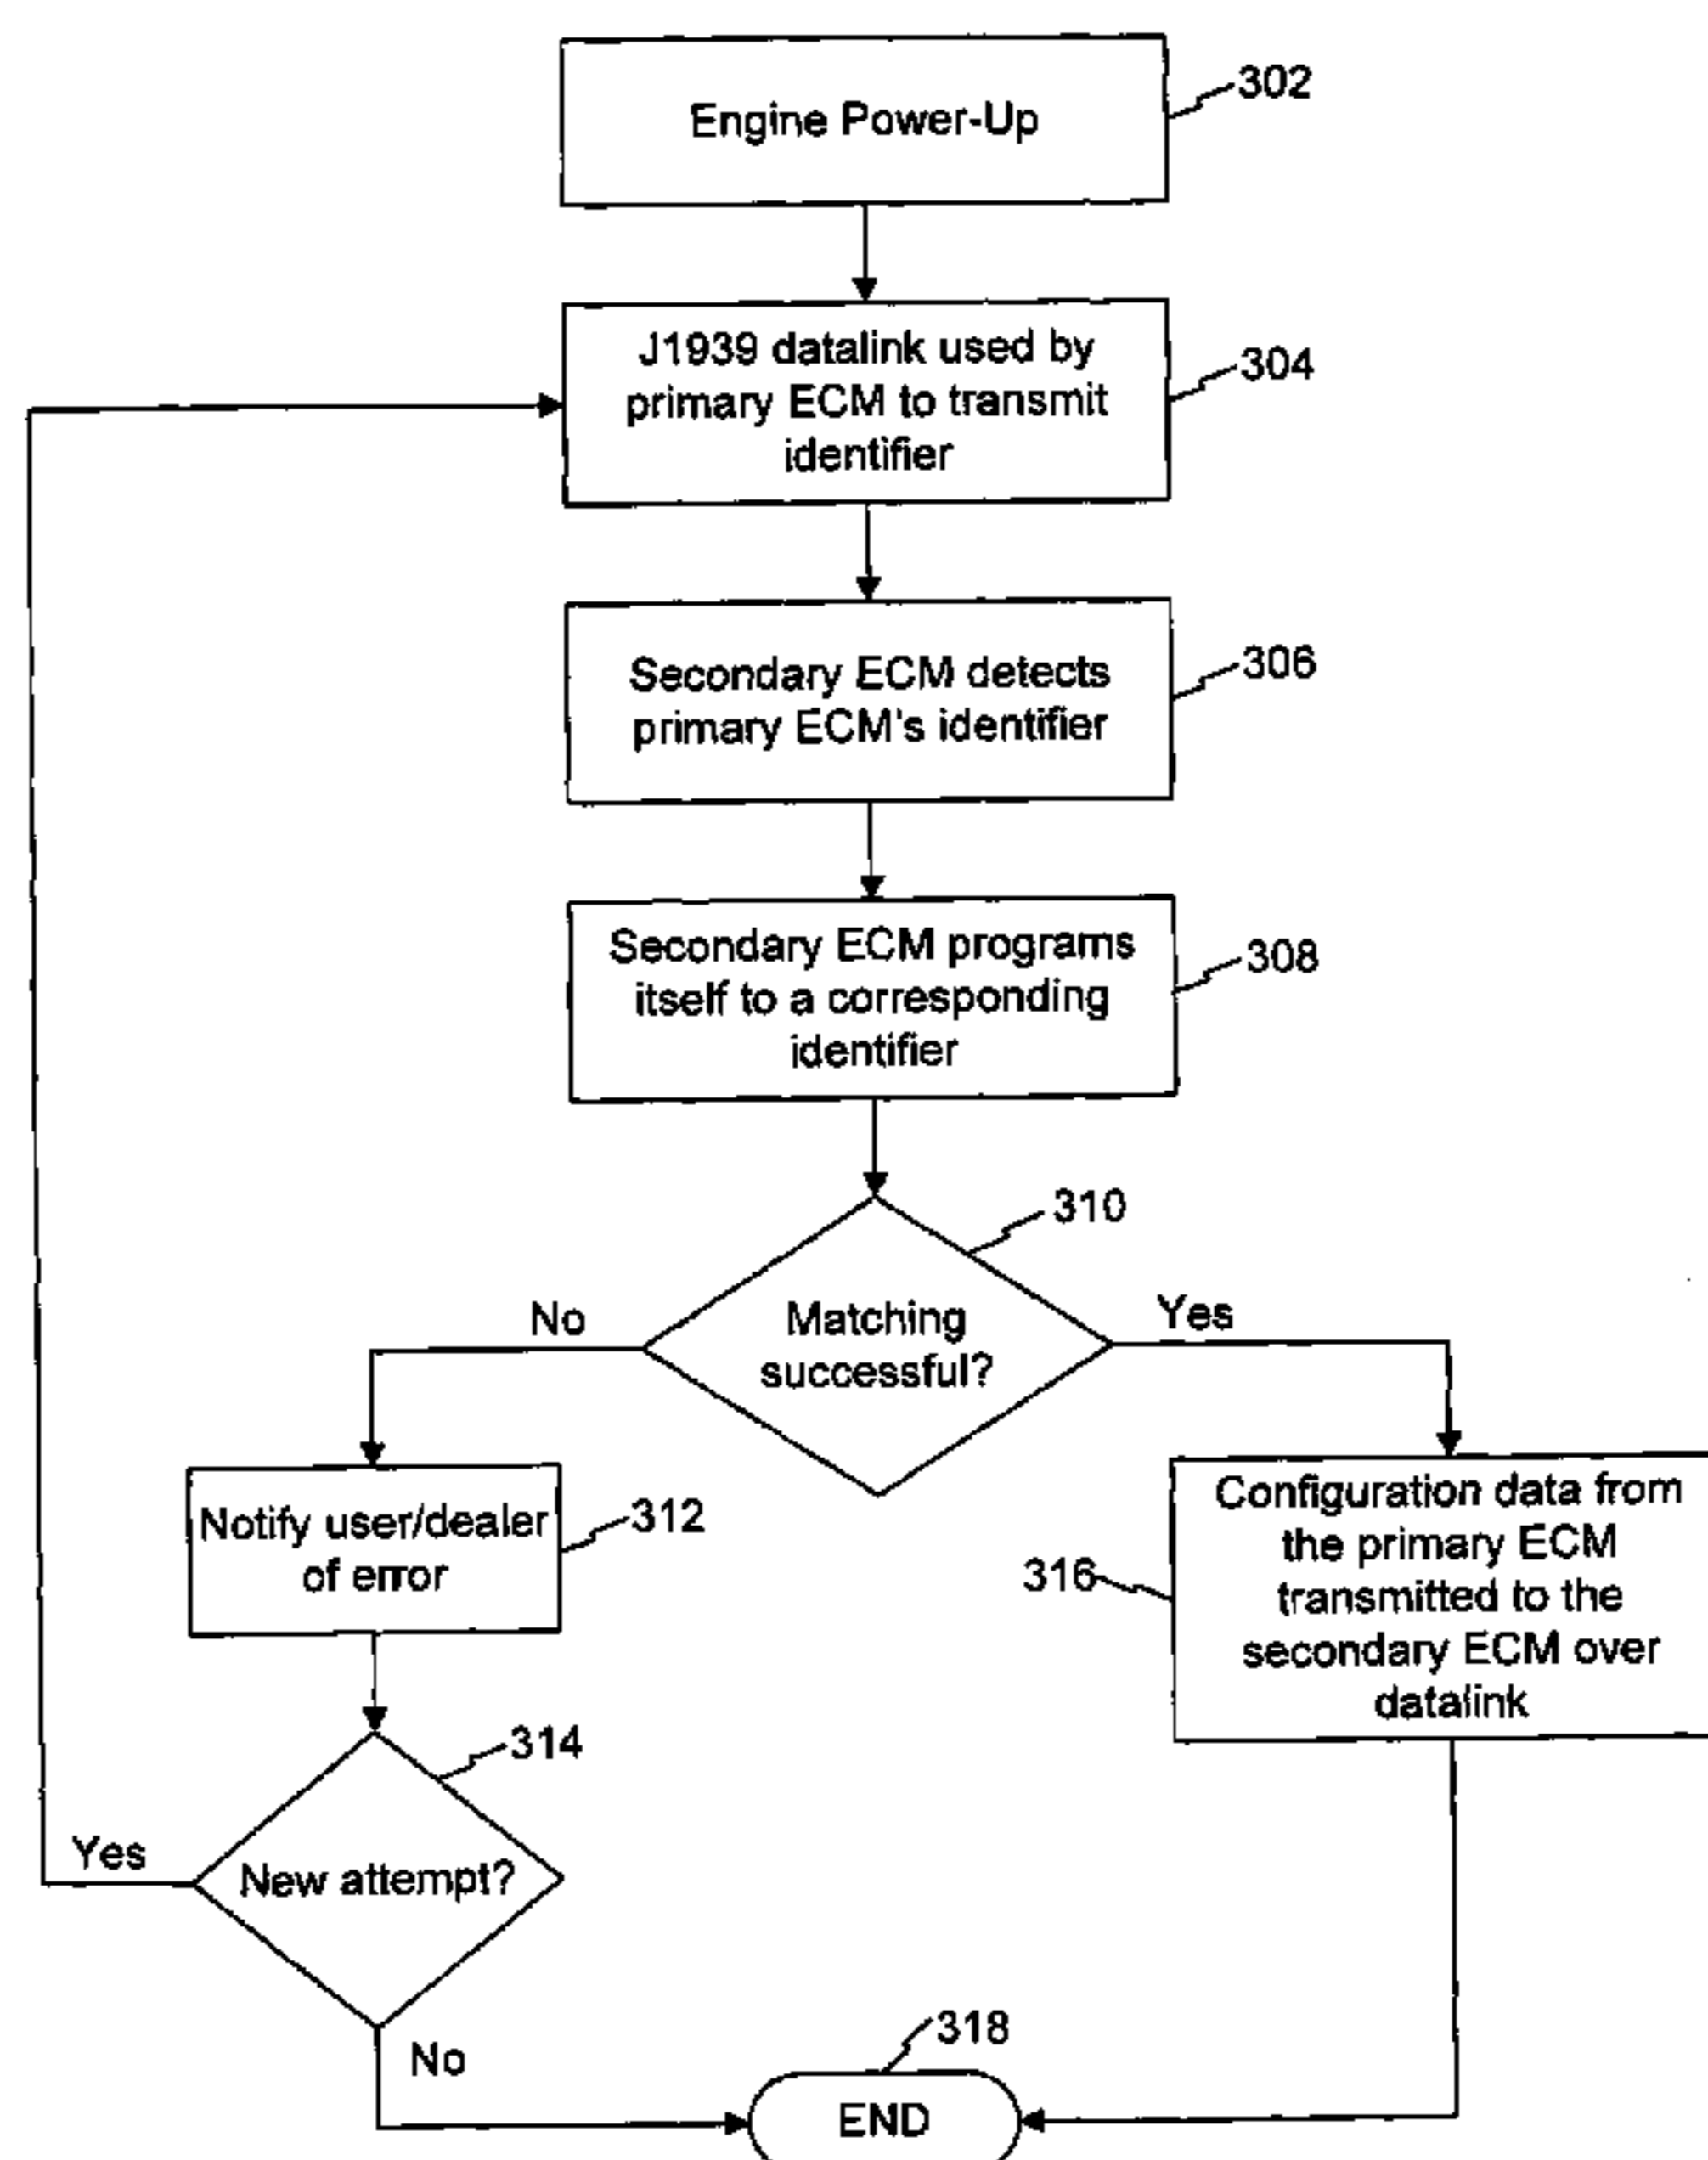 Engine Power-Up
302
J1939 datalink used by
primary ECM to transmit
identifier
304
Secondary ECM detects
primary ECM's identifier
306
Secondary ECM programs
itself to a corresponding
identifier
308
310
Matching
successful?
No
Yes
Notify user/dealer
of error
312
Configuration data from
the primary ECM
transmitted to the
secondary ECM over
datalink
316
314
New attempt?
Yes
No
318
END